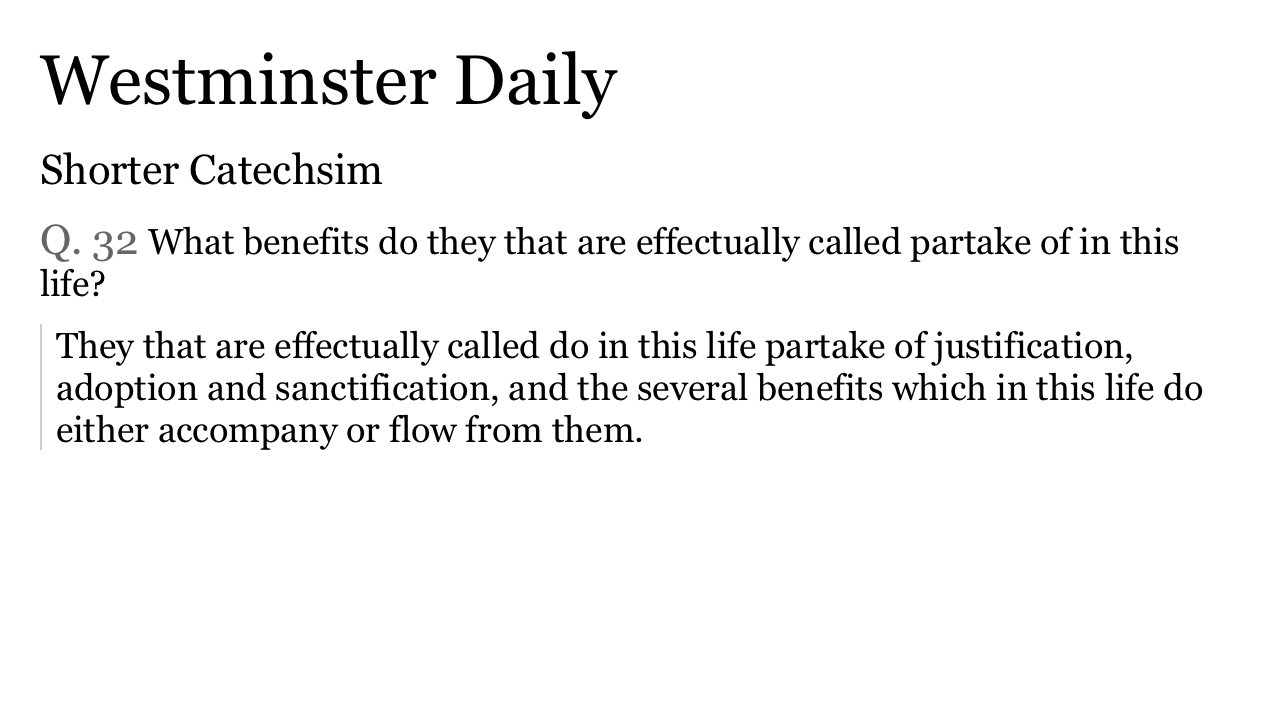 Westminster Daily
Shorter Catechsim
Q. 32 What benefits do they that are effectually called partake of in this
life?
They that are effectually called do in this life partake of justification,
adoption and sanctification, and the several benefits which in this life do
either accompany or flow from them.